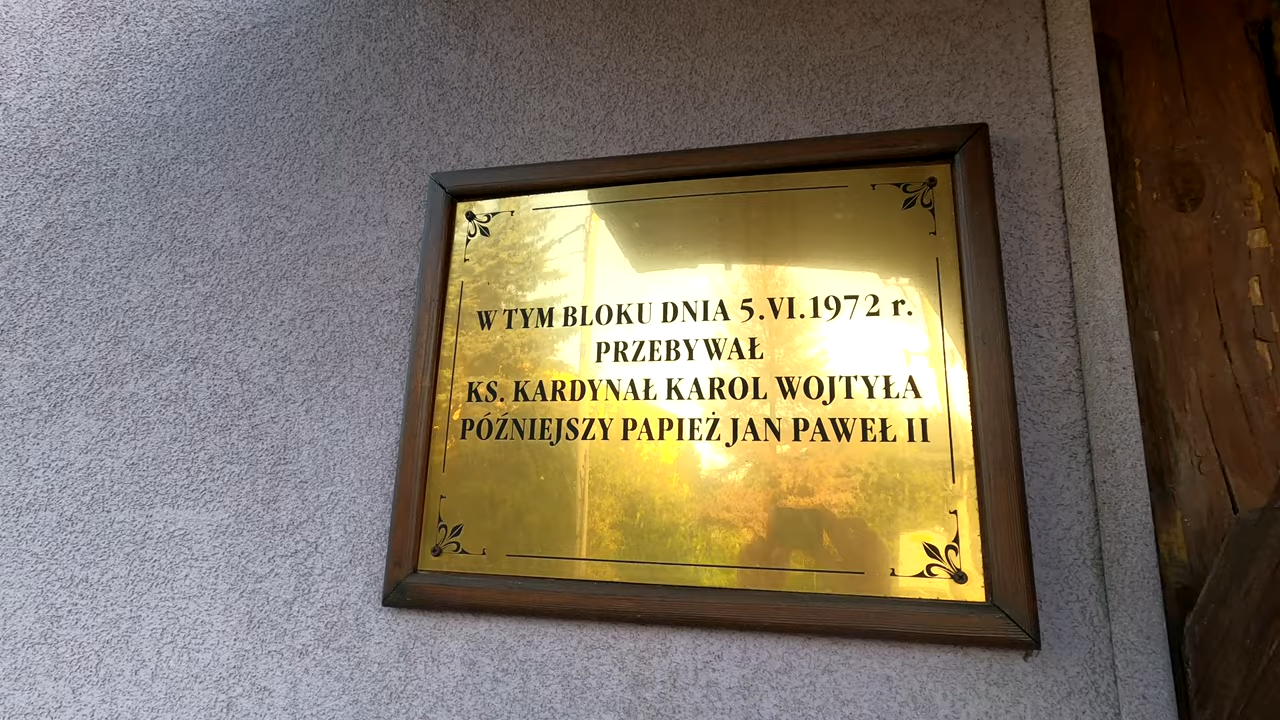 W TYM BLOKU DNIA 5.VI.1972 r.
PRZEBYWAŁ
KS. KARDYNAŁ KAROL WOJTYŁA
PÓŹNIEJSZY PAPIEŻ JAN PAWEŁ II